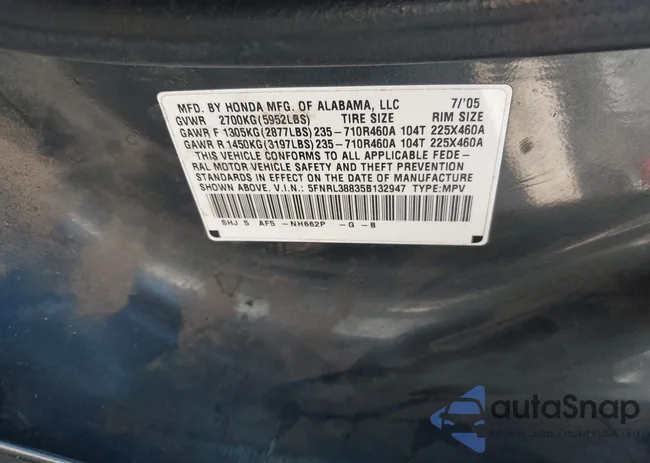 MFD. BY HONDA MFG. OF ALABAMA, LLC 7/'05
GVWR 2700KG(5952LBS) TIRE SIZE RIM SIZE
GAWR F 1305KG(2877LBS) 235-710R460A 104T 225X460A
GAWR R 1450KG(3197LBS) 235-710R460A 104T 225X460A
THIS VEHICLE CONFORMS TO ALL APPLICABLE FEDE-
RAL MOTOR VEHICLE SAFETY AND THEFT PREVENTION
STANDARDS IN EFFECT ON THE DATE OF MANUFACTURE
SHOWN ABOVE. V.I.N.: 5FNRL38835B132947 TYPE:MPV
SHJ 5 AF5 -NH662P -G -B
autoSnap